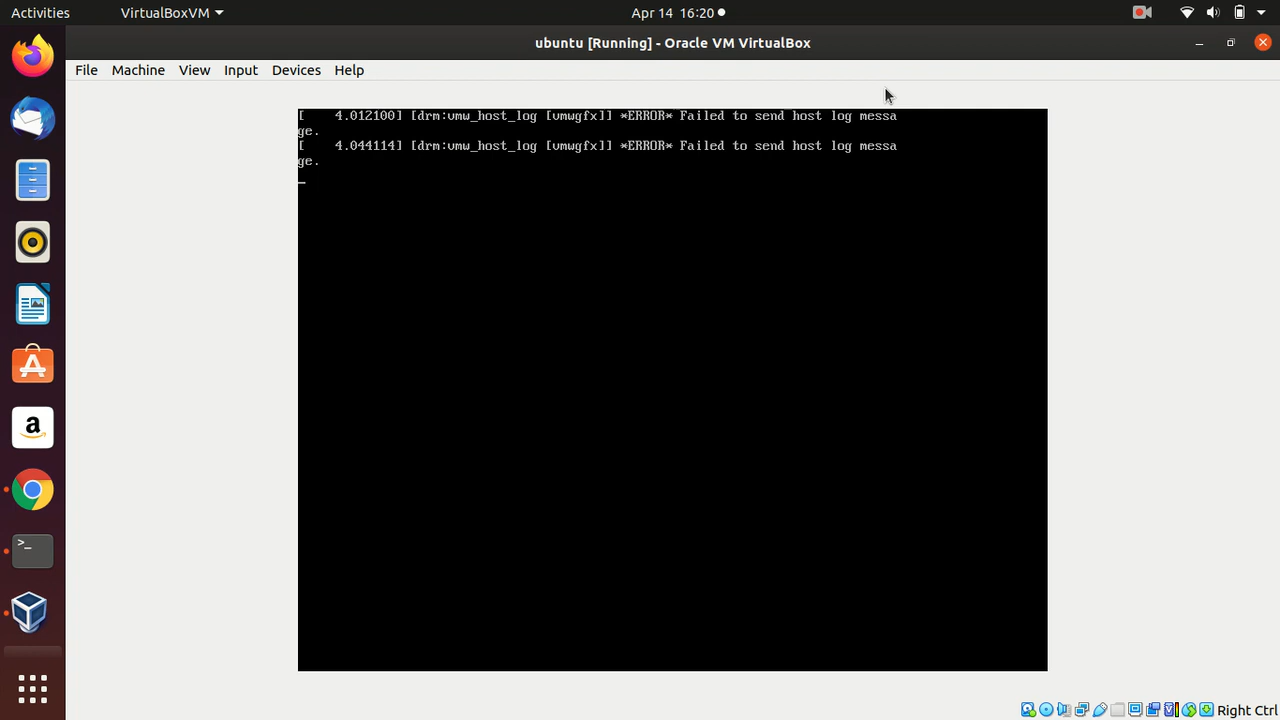 Activities
VirtualBoxVM
Apr 14 16:20
ubuntu [Running] - Oracle VM VirtualBox
File Machine View Input Devices Help
[    4.012100] [drm:vmw_host_log [vmwgfx]] *ERROR* Failed to send host log messa
ge.
[    4.044114] [drm:vmw_host_log [vmwgfx]] *ERROR* Failed to send host log messa
ge.
_
a
>_
Right Ctrl